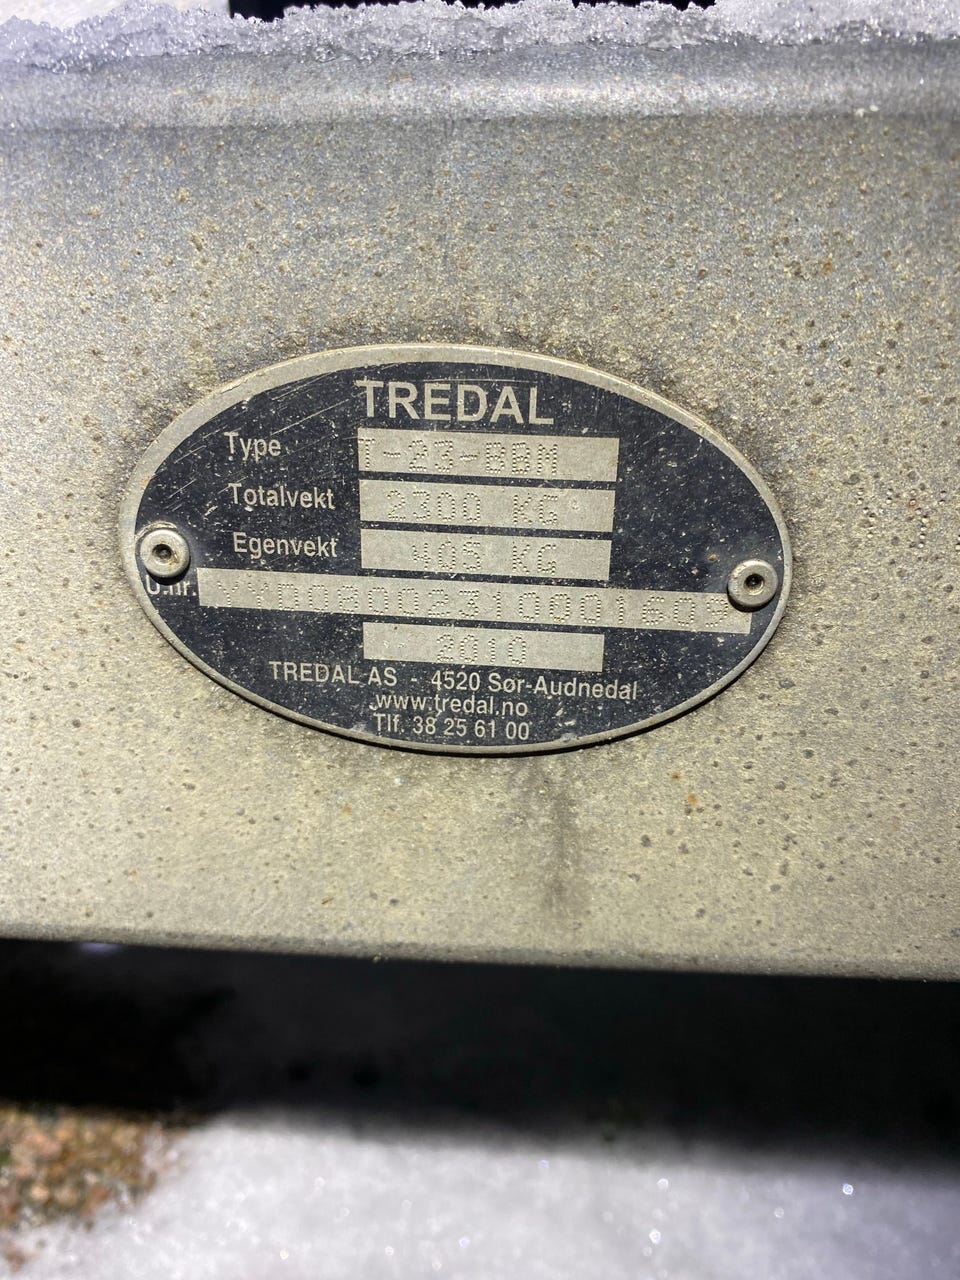 TREDAL
Type T-23-8BM
Totalvekt 2300 KG
Egenvekt 405 KG
U.nr.
2010
TREDAL AS - 4520 Sør-Audnedal
www.tredal.no
Tlf. 38 25 61 00